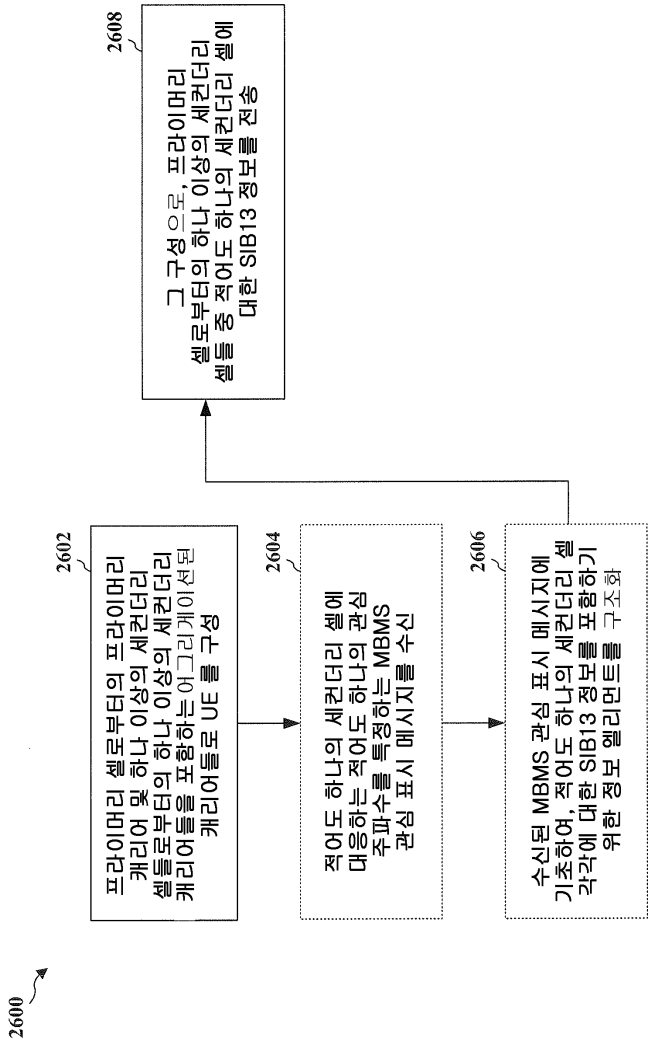 2600
2602
프라이머리 셀로부터의 프라이머리
캐리어 및 하나 이상의 세컨더리
셀들로부터의 하나 이상의 세컨더리
캐리어들을 포함하는 어그리게이션된
캐리어들로 UE 를 구성
2604
적어도 하나의 세컨더리 셀에
대응하는 적어도 하나의 관심
주파수를 특정하는 MBMS
관심 표시 메시지를 수신
2606
수신된 MBMS 관심 표시 메시지에
기초하여, 적어도 하나의 세컨더리 셀
각각에 대한 SIB13 정보를 포함하기
위한 정보 엘리먼트를 구조화
2608
그 구성으로, 프라이머리
셀로부터의 하나 이상의 세컨더리
셀들 중 적어도 하나의 세컨더리 셀에
대한 SIB13 정보를 전송